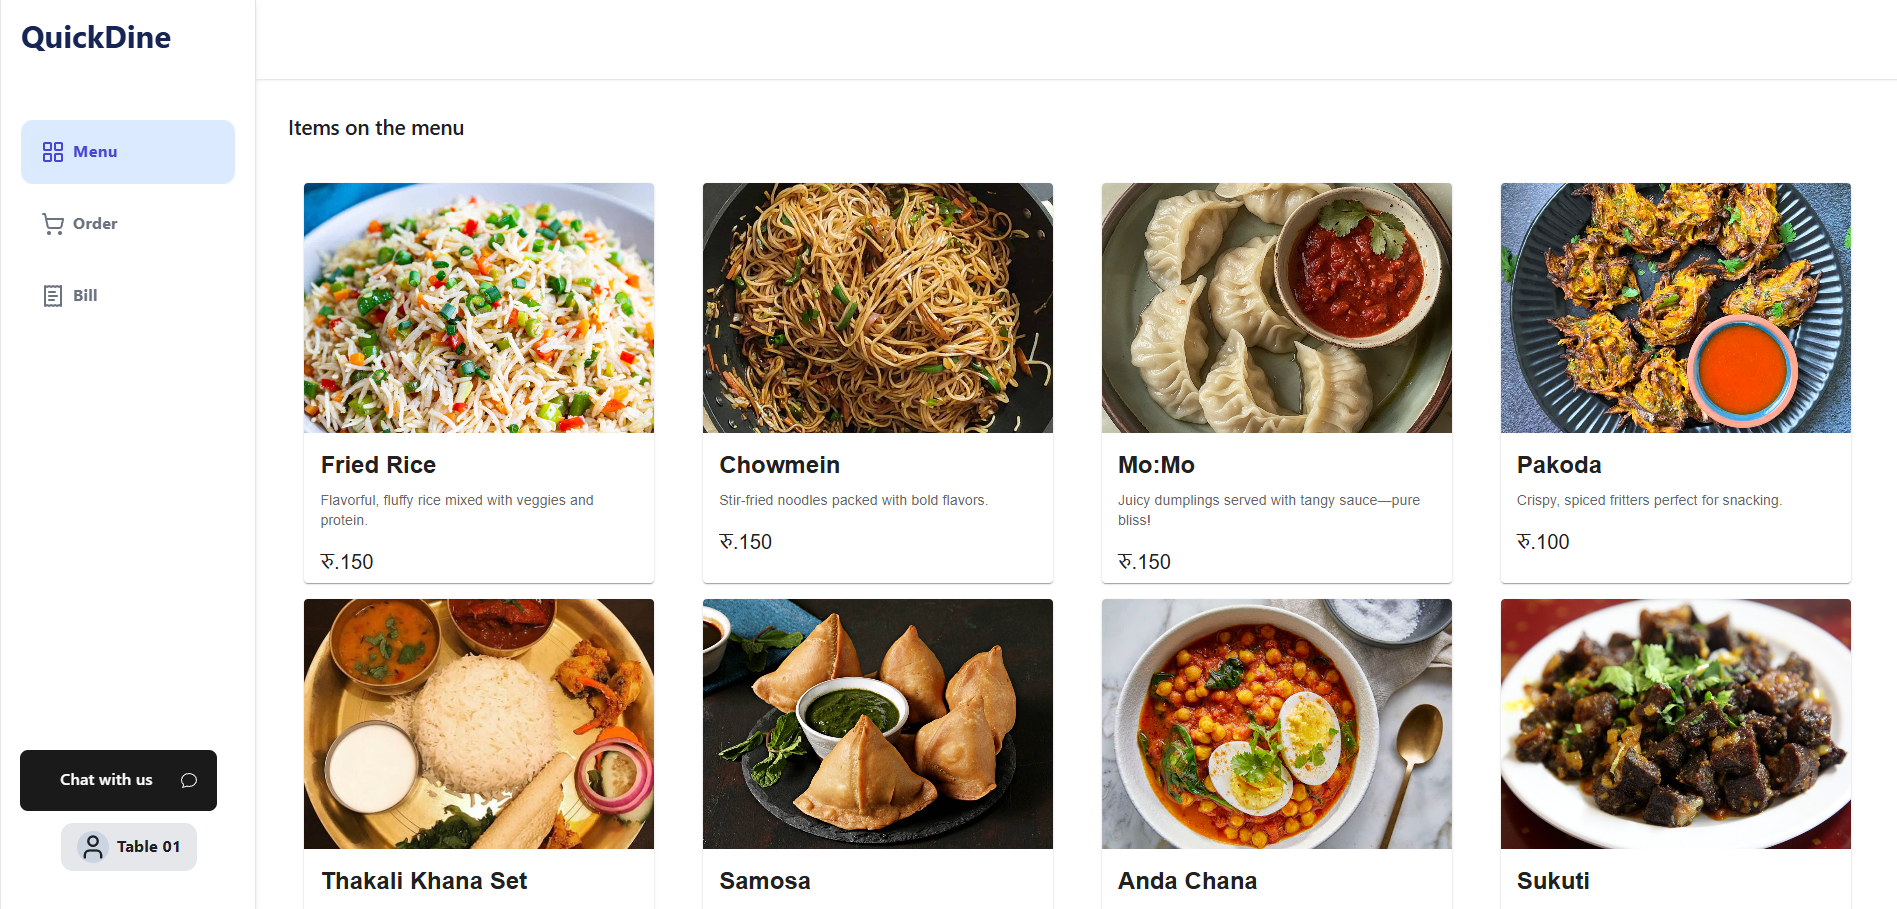 QuickDine
Menu
Order
Bill
Chat with us
Table 01
Items on the menu
Fried Rice
Flavorful, fluffy rice mixed with veggies and
protein.
रु.150
Chowmein
Stir-fried noodles packed with bold flavors.
रु.150
Mo:Mo
Juicy dumplings served with tangy sauce—pure
bliss!
रु.150
Pakoda
Crispy, spiced fritters perfect for snacking.
रु.100
Thakali Khana Set
Samosa
Anda Chana
Sukuti